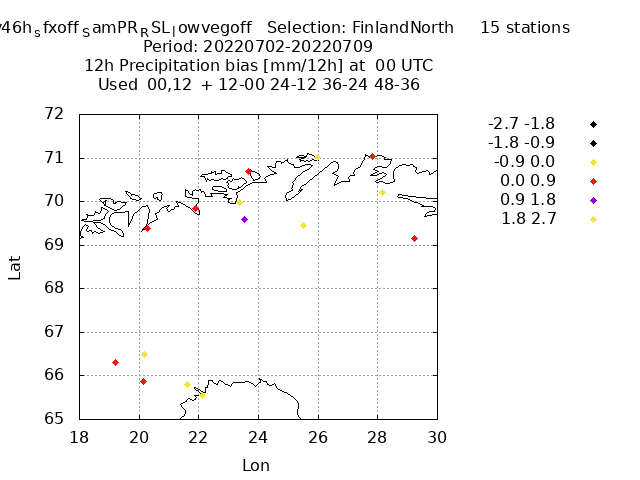 v46h_sfxoff_SamPR_RSL_lowvegoff Selection: FinlandNorth 15 stations
Period: 20220702-20220709
12h Precipitation bias [mm/12h] at 00 UTC
Used 00,12 + 12-00 24-12 36-24 48-36
-2.7 -1.8
-1.8 -0.9
-0.9 0.0
0.0 0.9
0.9 1.8
1.8 2.7
72
71
70
69
68
67
66
65
Lat
18 20 22 24 26 28 30
Lon